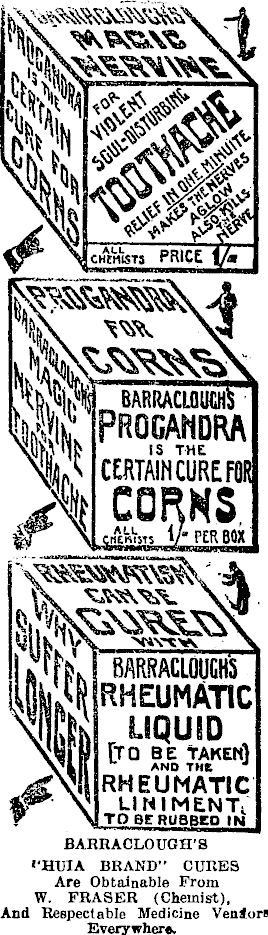 BARRACLOUGHS
MAGIC
NERVINE
PROGANDRA
IS THE
CERTAIN
CURE FOR
CORNS
FOR
VIOLENT
SOUL-DISTURBING
TOOTHACHE
RELIEF IN ONE MINUITE
MAKES THE NERVES
AGLOW
ALSO KILLS
NERVE
ALL
CHEMISTS
PRICE 1/=
PROGANDRA
FOR
CORNS
BARRACLOUGHS
MAGIC
NERVINE
FOR
TOOTHACHE
BARRACLOUGH'S
PROGANDRA
IS THE
CERTAIN CURE FOR
CORNS
ALL
CHEMISTS
1/- PER BOX
RHEUMATISM
CAN BE
CURED
WITH
WHY
SUFFER
LONGER
BARRACLOUGH'S
RHEUMATIC
LIQUID
[TO BE TAKEN]
AND THE
RHEUMATIC
LINIMENT,
TO BE RUBBED IN
BARRACLOUGH'S
"HUIA BRAND" CURES
Are Obtainable From
W. FRASER (Chemist),
And Respectable Medicine Vendors
Everywhere.